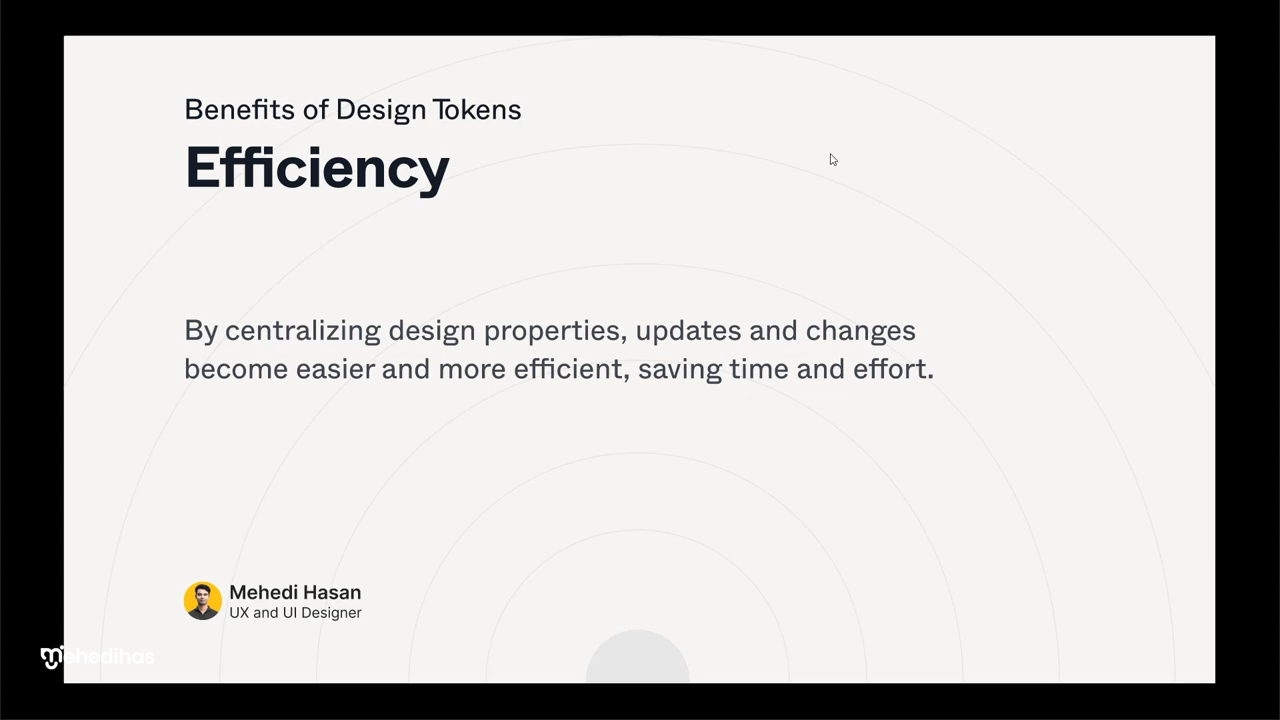 Benefits of Design Tokens
Efficiency
By centralizing design properties, updates and changes
become easier and more efficient, saving time and effort.
Mehedi Hasan
UX and UI Designer
mehedihas